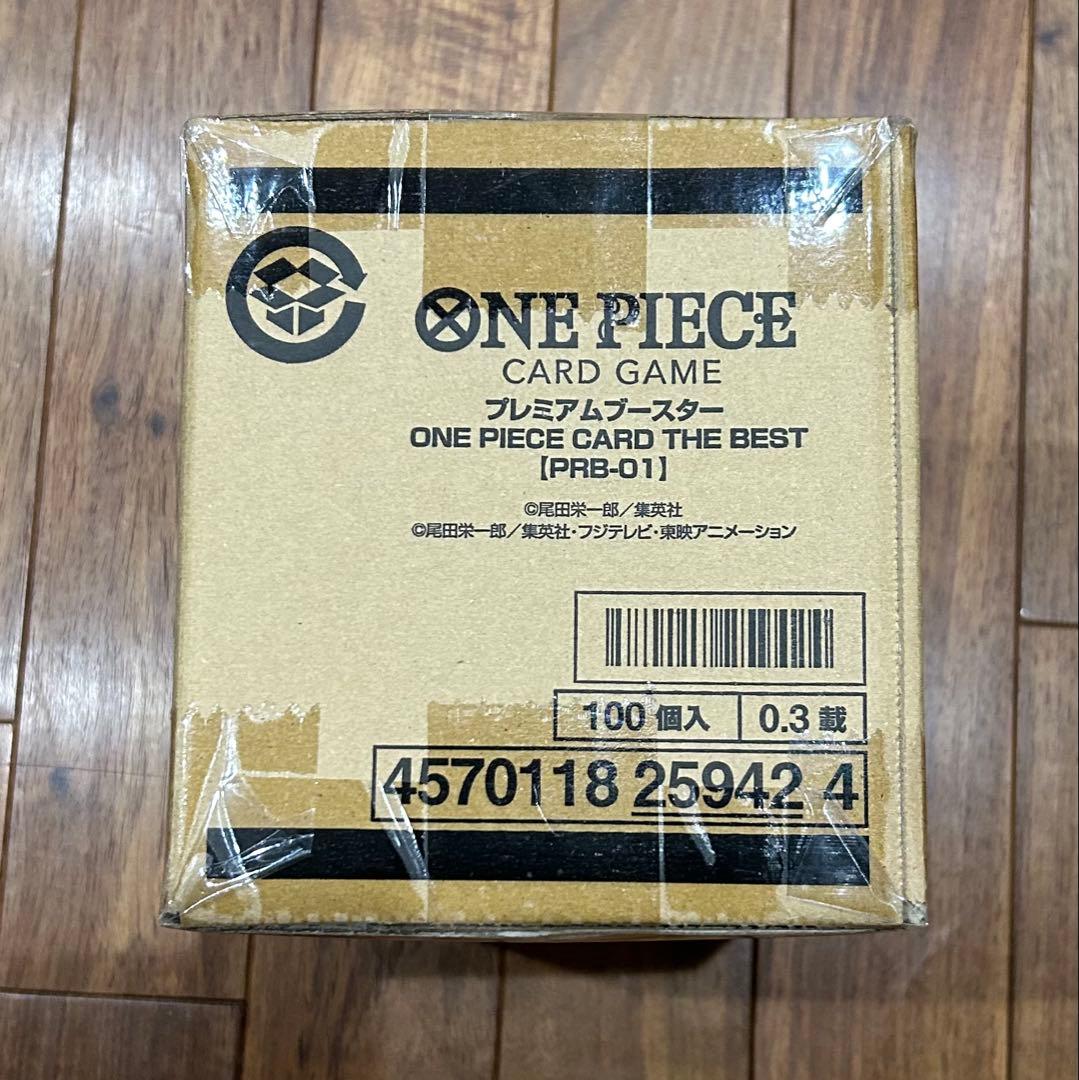 ONE PIECE
CARD GAME
プレミアムブースター
ONE PIECE CARD THE BEST
【PRB-01】
©尾田栄一郎／集英社
©尾田栄一郎／集英社・フジテレビ・東映アニメーション
100 個入 0.3 載
4570118 25942 4